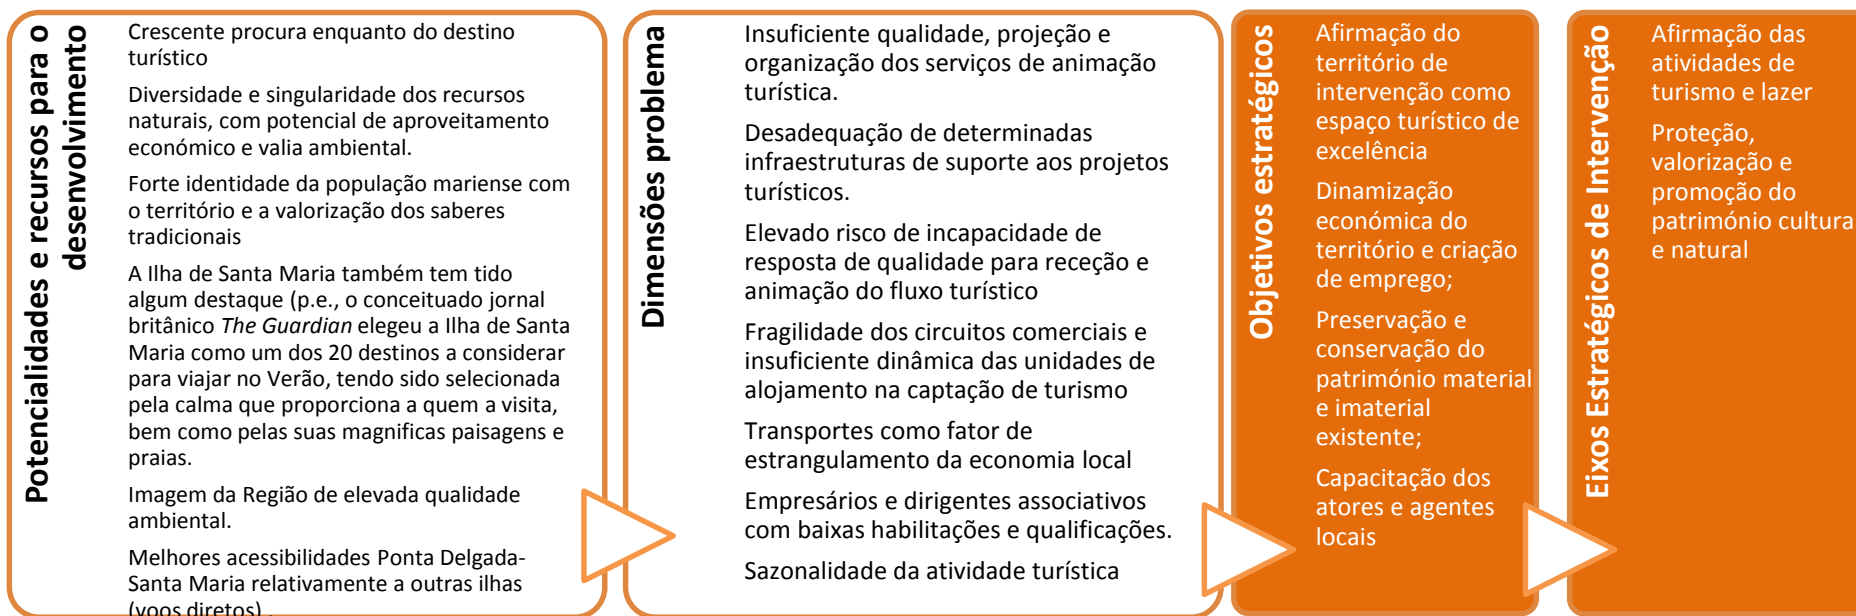 Potencialidades e recursos para o
desenvolvimento
Crescente procura enquanto do destino
turístico
Diversidade e singularidade dos recursos
naturais, com potencial de aproveitamento
económico e valia ambiental.
Forte identidade da população mariense com
o território e a valorização dos saberes
tradicionais
A Ilha de Santa Maria também tem tido
algum destaque (p.e., o conceituado jornal
britânico The Guardian elegeu a Ilha de Santa
Maria como um dos 20 destinos a considerar
para viajar no Verão, tendo sido selecionada
pela calma que proporciona a quem a visita,
bem como pelas suas magnificas paisagens e
praias.
Imagem da Região de elevada qualidade
ambiental.
Melhores acessibilidades Ponta Delgada-
Santa Maria relativamente a outras ilhas
(voos diretos) .
Dimensões problema
Insuficiente qualidade, projeção e
organização dos serviços de animação
turística.
Desadequação de determinadas
infraestruturas de suporte aos projetos
turísticos.
Elevado risco de incapacidade de
resposta de qualidade para receção e
animação do fluxo turístico
Fragilidade dos circuitos comerciais e
insuficiente dinâmica das unidades de
alojamento na captação de turismo
Transportes como fator de
estrangulamento da economia local
Empresários e dirigentes associativos
com baixas habilitações e qualificações.
Sazonalidade da atividade turística
Objetivos estratégicos
Afirmação do
território de
intervenção como
espaço turístico de
excelência
Dinamização
económica do
território e criação
de emprego;
Preservação e
conservação do
património material
e imaterial
existente;
Capacitação dos
atores e agentes
locais
Eixos Estratégicos de Intervenção
Afirmação das
atividades de
turismo e lazer
Proteção,
valorização e
promoção do
património cultura
e natural